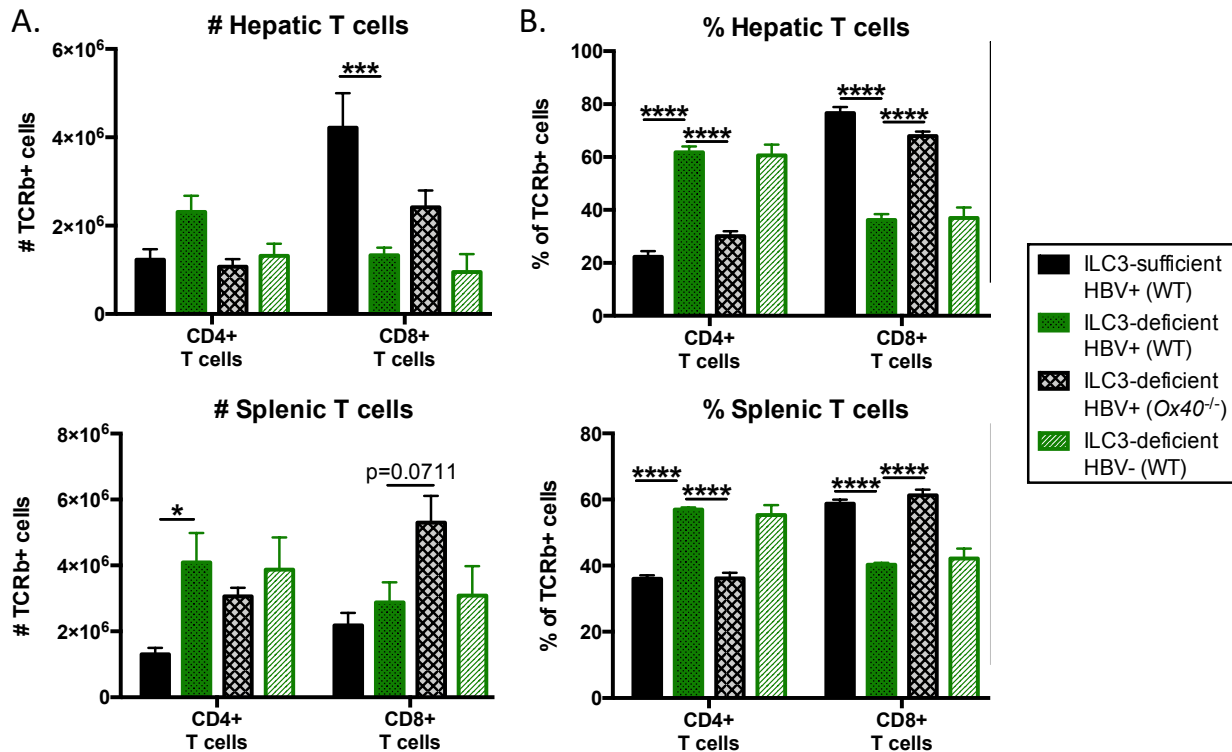 A.
# Hepatic T cells
6×10⁶
4×10⁶
2×10⁶
0
# TCRb+ cells
***
CD4+
T cells
CD8+
T cells
B.
% Hepatic T cells
100
80
60
40
20
0
% of TCRb+ cells
****
****
****
****
CD4+
T cells
CD8+
T cells
# Splenic T cells
8×10⁶
6×10⁶
4×10⁶
2×10⁶
0
# TCRb+ cells
*
p=0.0711
CD4+
T cells
CD8+
T cells
% Splenic T cells
80
60
40
20
0
% of TCRb+ cells
****
****
****
****
CD4+
T cells
CD8+
T cells
ILC3-sufficient
HBV+ (WT)
ILC3-deficient
HBV+ (WT)
ILC3-deficient
HBV+ (Ox40⁻/⁻)
ILC3-deficient
HBV- (WT)